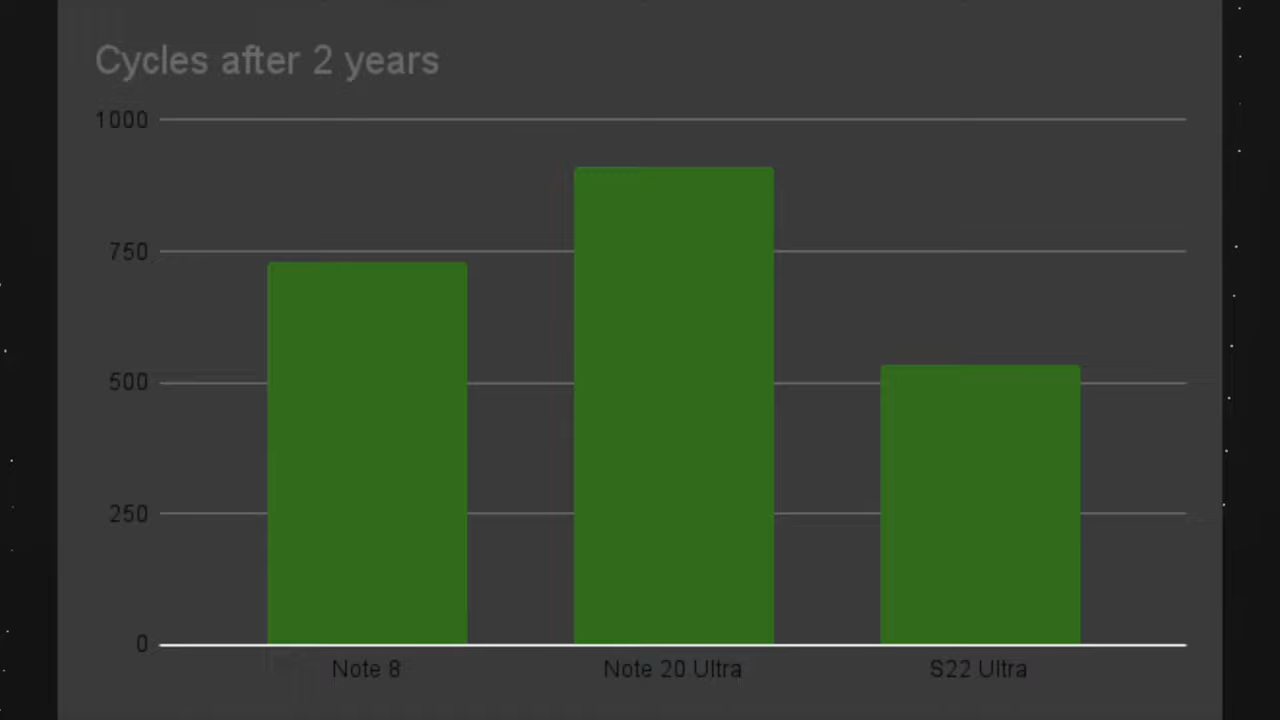 Cycles after 2 years
1000
750
500
250
0
Note 8
Note 20 Ultra
S22 Ultra